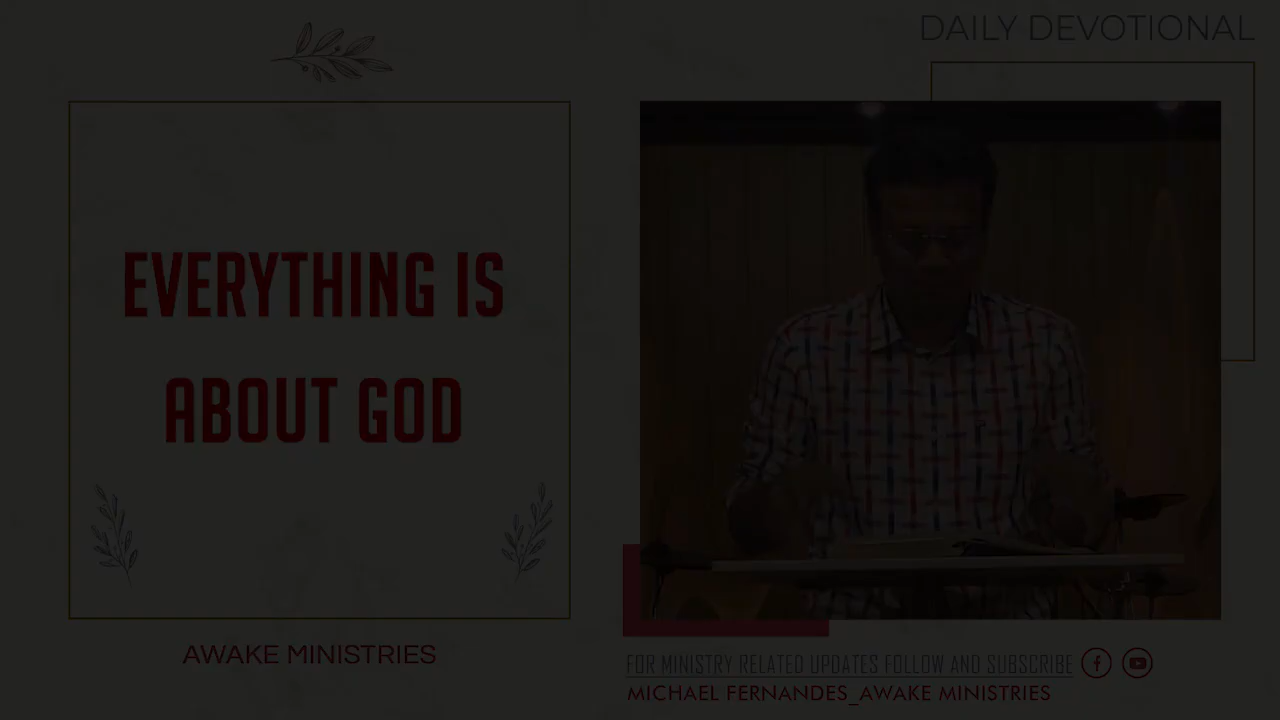 DAILY DEVOTIONAL
EVERYTHING IS
ABOUT GOD
AWAKE MINISTRIES
FOR MINISTRY RELATED UPDATES FOLLOW AND SUBSCRIBE
MICHAEL FERNANDES_AWAKE MINISTRIES